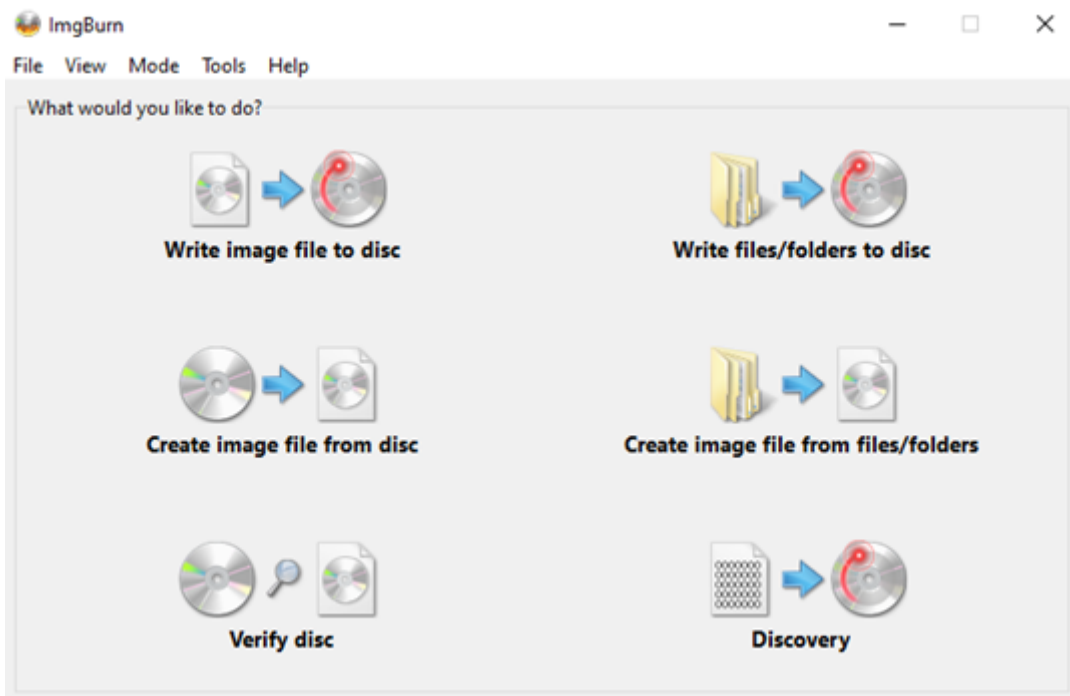 ImgBurn
File View Mode Tools Help
What would you like to do?
Write image file to disc
Write files/folders to disc
Create image file from disc
Create image file from files/folders
Verify disc
Discovery